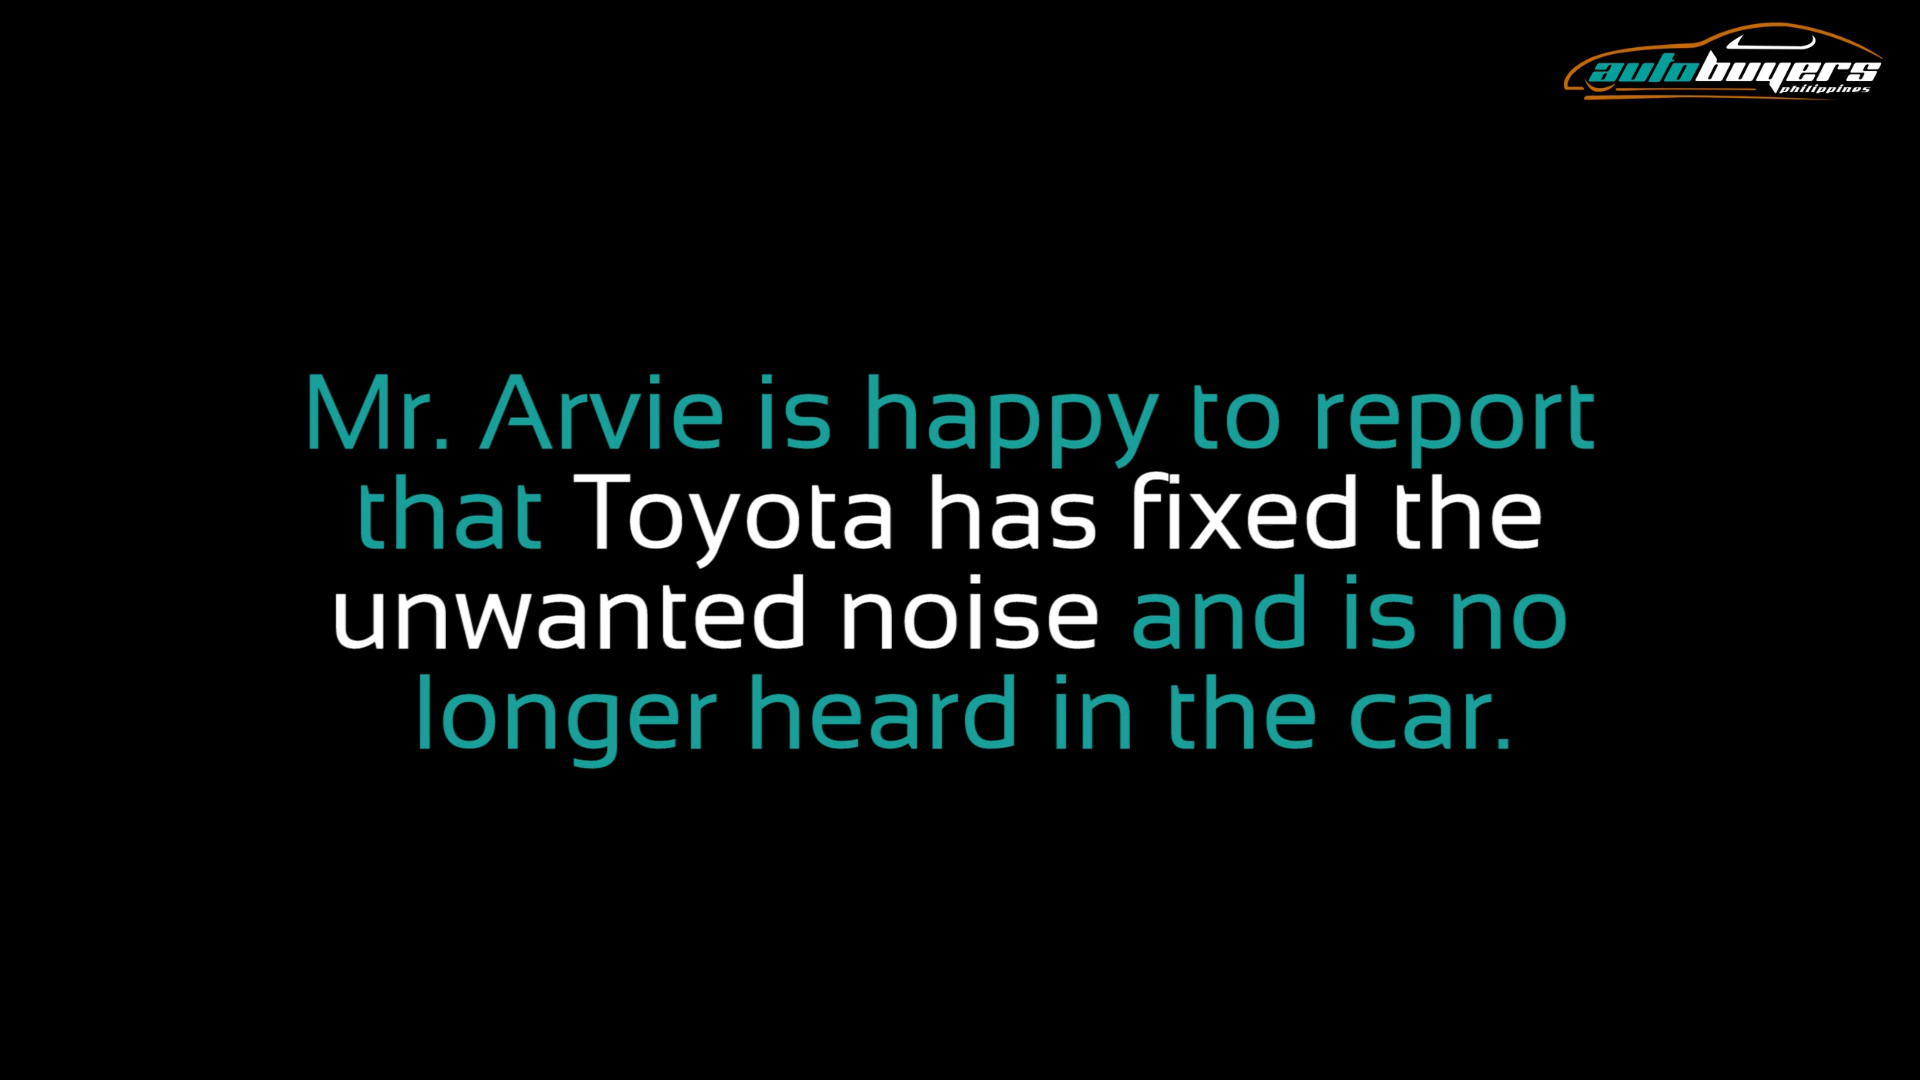 autobuyers
philippines
Mr. Arvie is happy to report
that Toyota has fixed the
unwanted noise and is no
longer heard in the car.